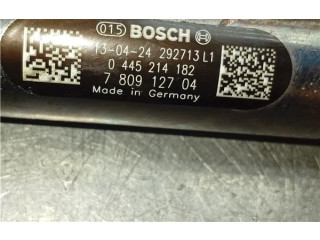 015 BOSCH
13-04-24 292713 L1
0 445 214 182
7 809 127 04
Made in Germany